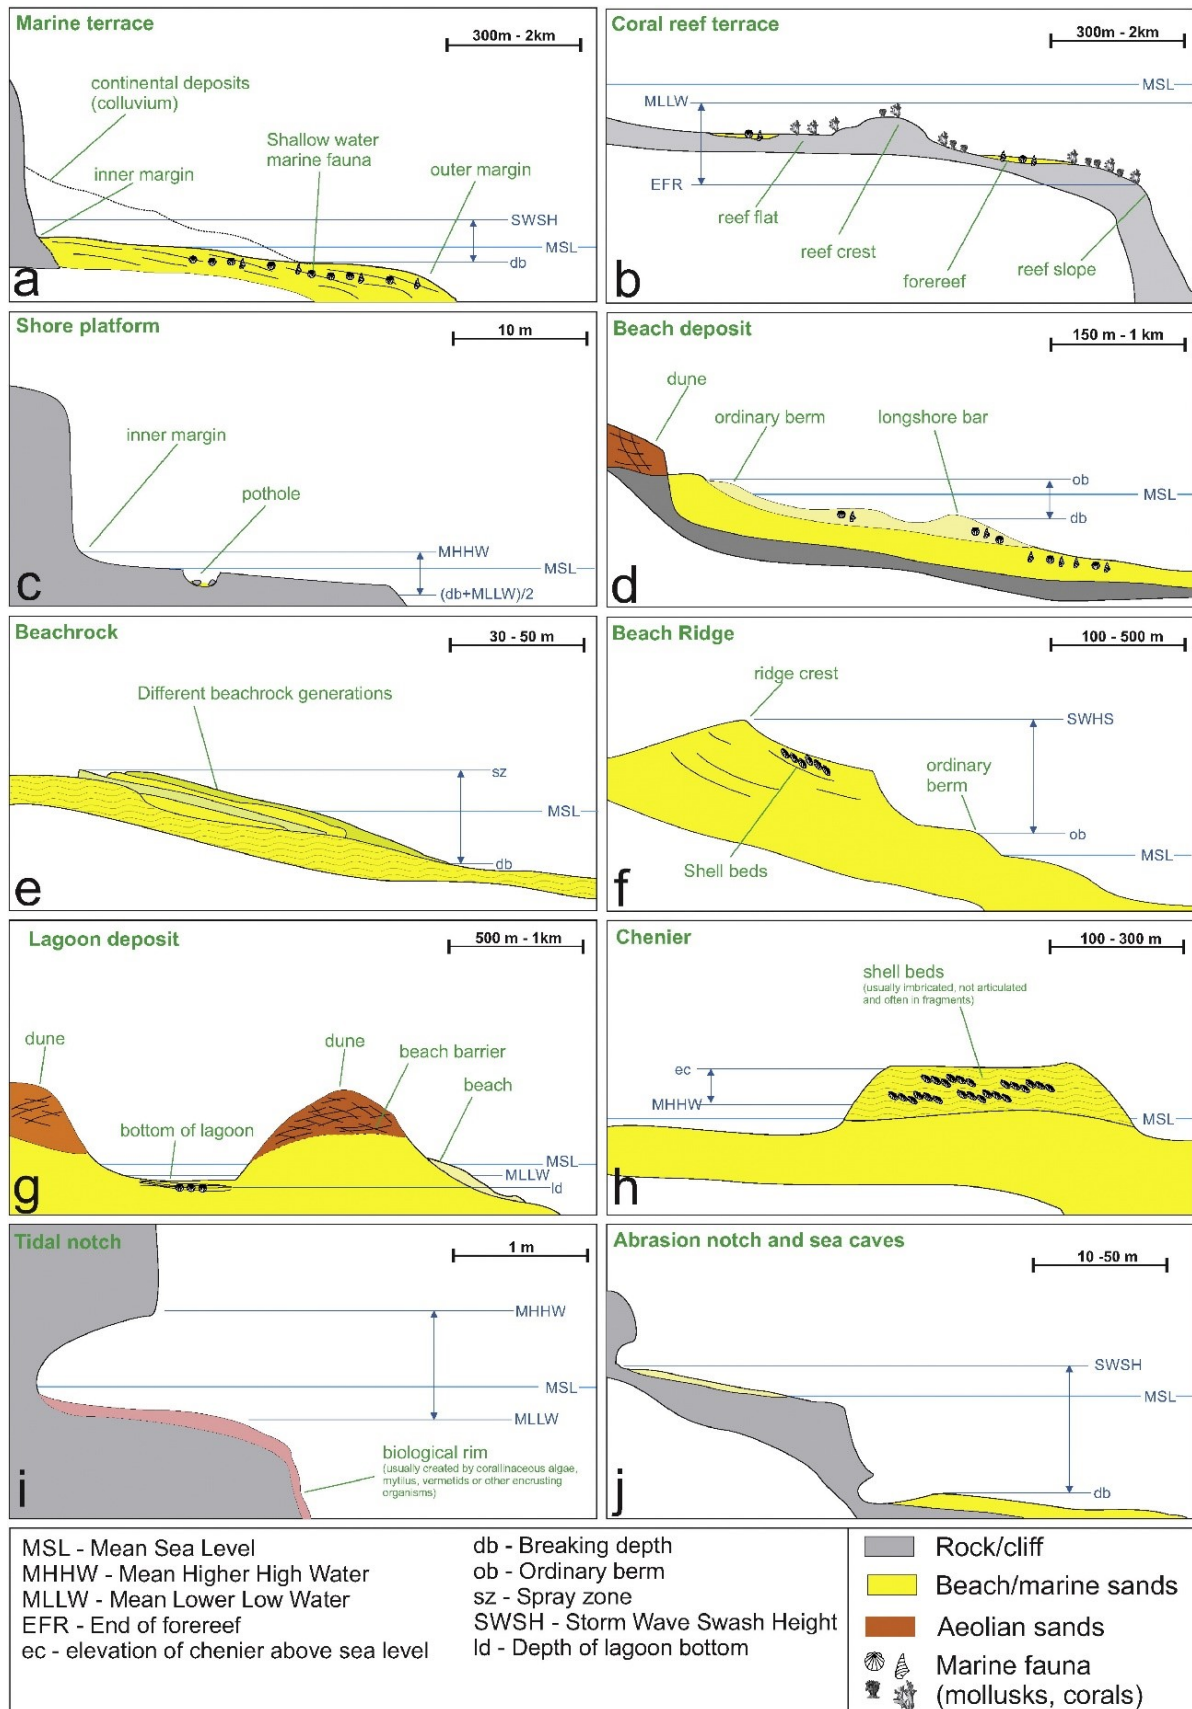 Marine terrace
300m - 2km
continental deposits
(colluvium)
Shallow water
marine fauna
inner margin
outer margin
SWSH
MSL
db
a
Coral reef terrace
300m - 2km
MSL
MLLW
EFR
reef flat
reef crest
forereef
reef slope
b
Shore platform
10 m
inner margin
pothole
MHHW
MSL
(db+MLLW)/2
c
Beach deposit
150 m - 1 km
dune
ordinary berm
longshore bar
ob
MSL
db
d
Beachrock
30 - 50 m
Different beachrock generations
sz
MSL
db
e
Beach Ridge
100 - 500 m
ridge crest
SWHS
ordinary
berm
ob
MSL
Shell beds
f
Lagoon deposit
500 m - 1km
dune
dune
beach barrier
beach
bottom of lagoon
MSL
MLLW
ld
g
Chenier
100 - 300 m
shell beds
(usually imbricated, not articulated
and often in fragments)
ec
MHHW
MSL
h
Tidal notch
1 m
MHHW
MSL
MLLW
biological rim
(usually created by corallinaceous algae,
mytilus, vermetids or other encrusting
organisms)
i
Abrasion notch and sea caves
10 -50 m
SWSH
MSL
db
j
MSL - Mean Sea Level
MHHW - Mean Higher High Water
MLLW - Mean Lower Low Water
EFR - End of forereef
ec - elevation of chenier above sea level
db - Breaking depth
ob - Ordinary berm
sz - Spray zone
SWSH - Storm Wave Swash Height
ld - Depth of lagoon bottom
Rock/cliff
Beach/marine sands
Aeolian sands
Marine fauna
(mollusks, corals)